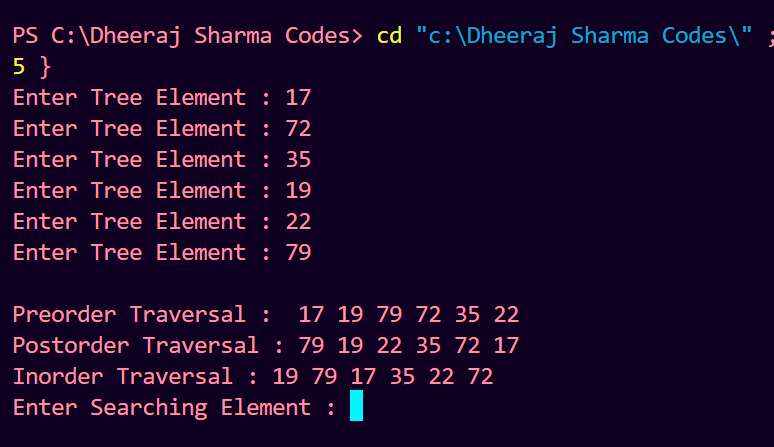 PS C:\Dheeraj Sharma Codes> cd "c:\Dheeraj Sharma Codes\" ;
5 }
Enter Tree Element : 17
Enter Tree Element : 72
Enter Tree Element : 35
Enter Tree Element : 19
Enter Tree Element : 22
Enter Tree Element : 79
Preorder Traversal :  17 19 79 72 35 22
Postorder Traversal : 79 19 22 35 72 17
Inorder Traversal : 19 79 17 35 22 72
Enter Searching Element :